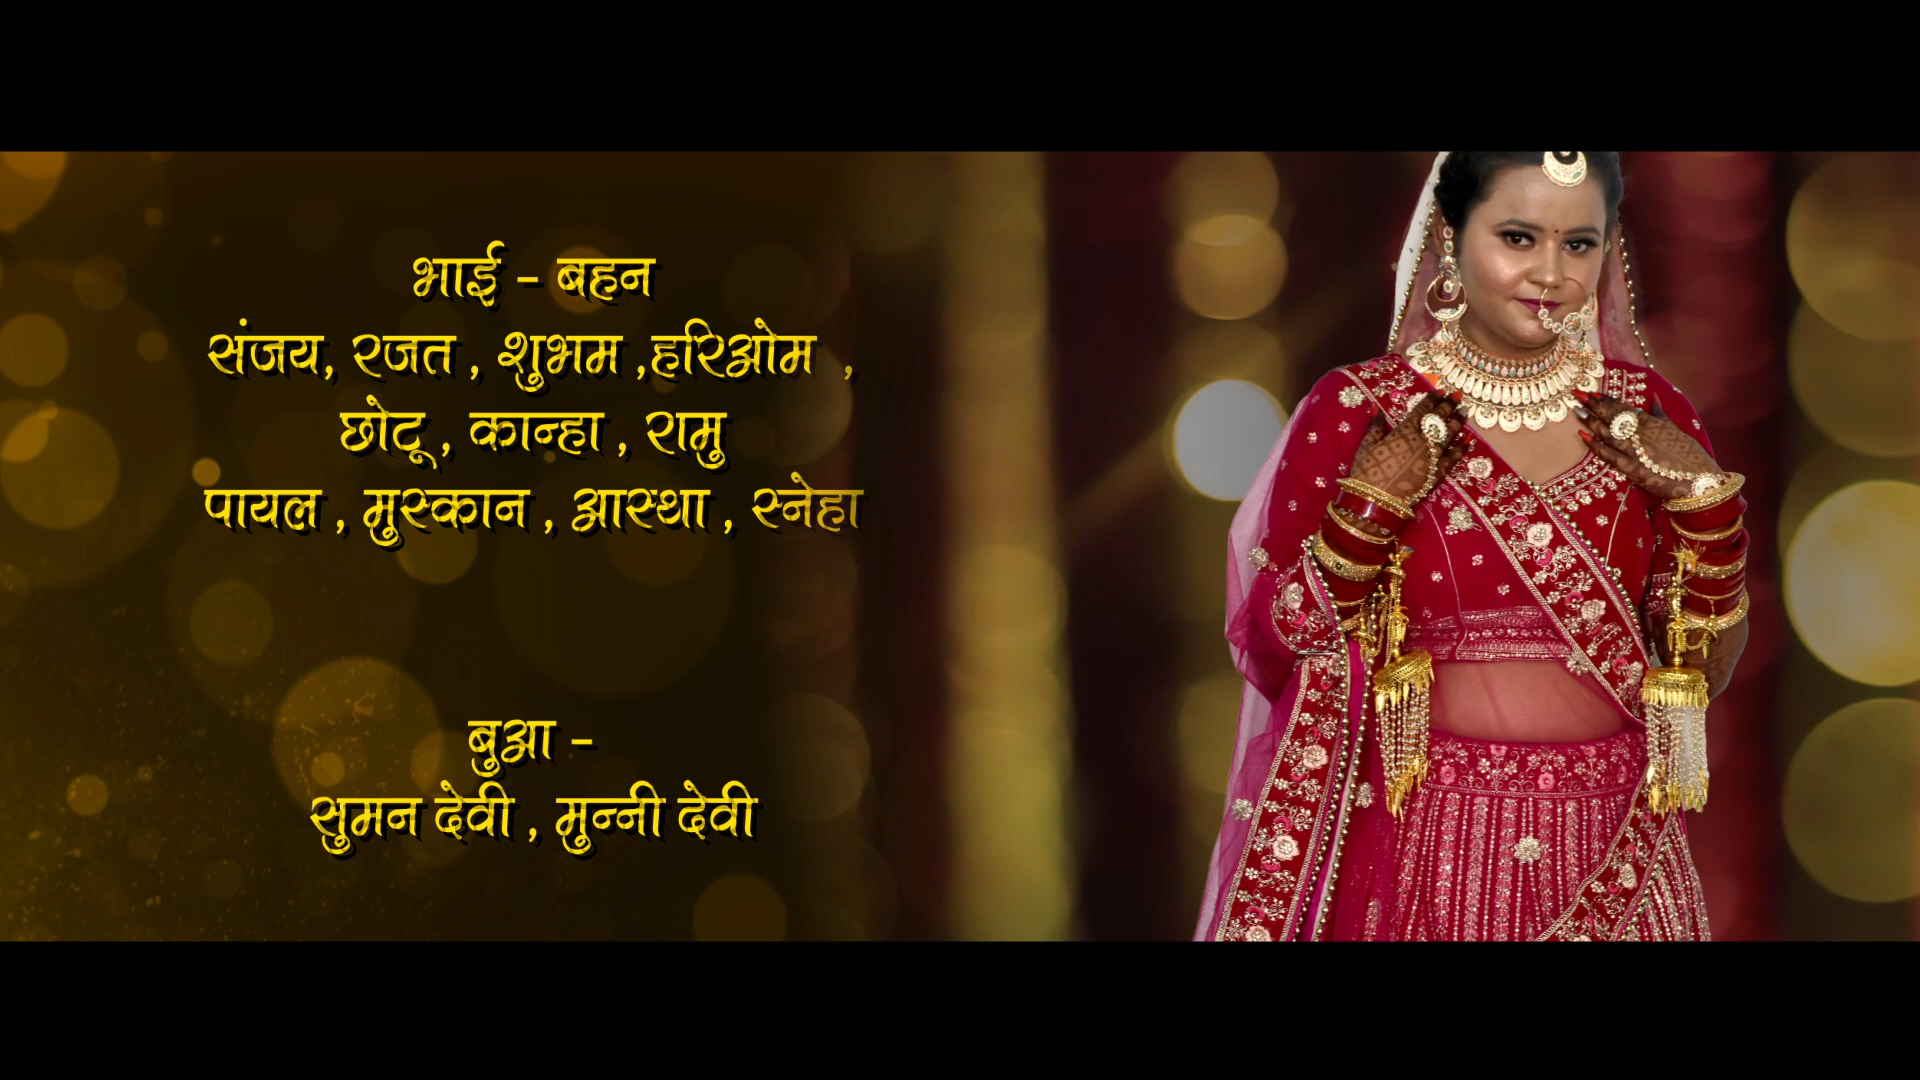 भाई - बहन
संजय, रजत , शुभम ,हरिओम ,
छोटू , कान्हा , रामु
पायल , मुस्कान , आस्था , स्नेहा
बुआ -
सुमन देवी , मुन्नी देवी